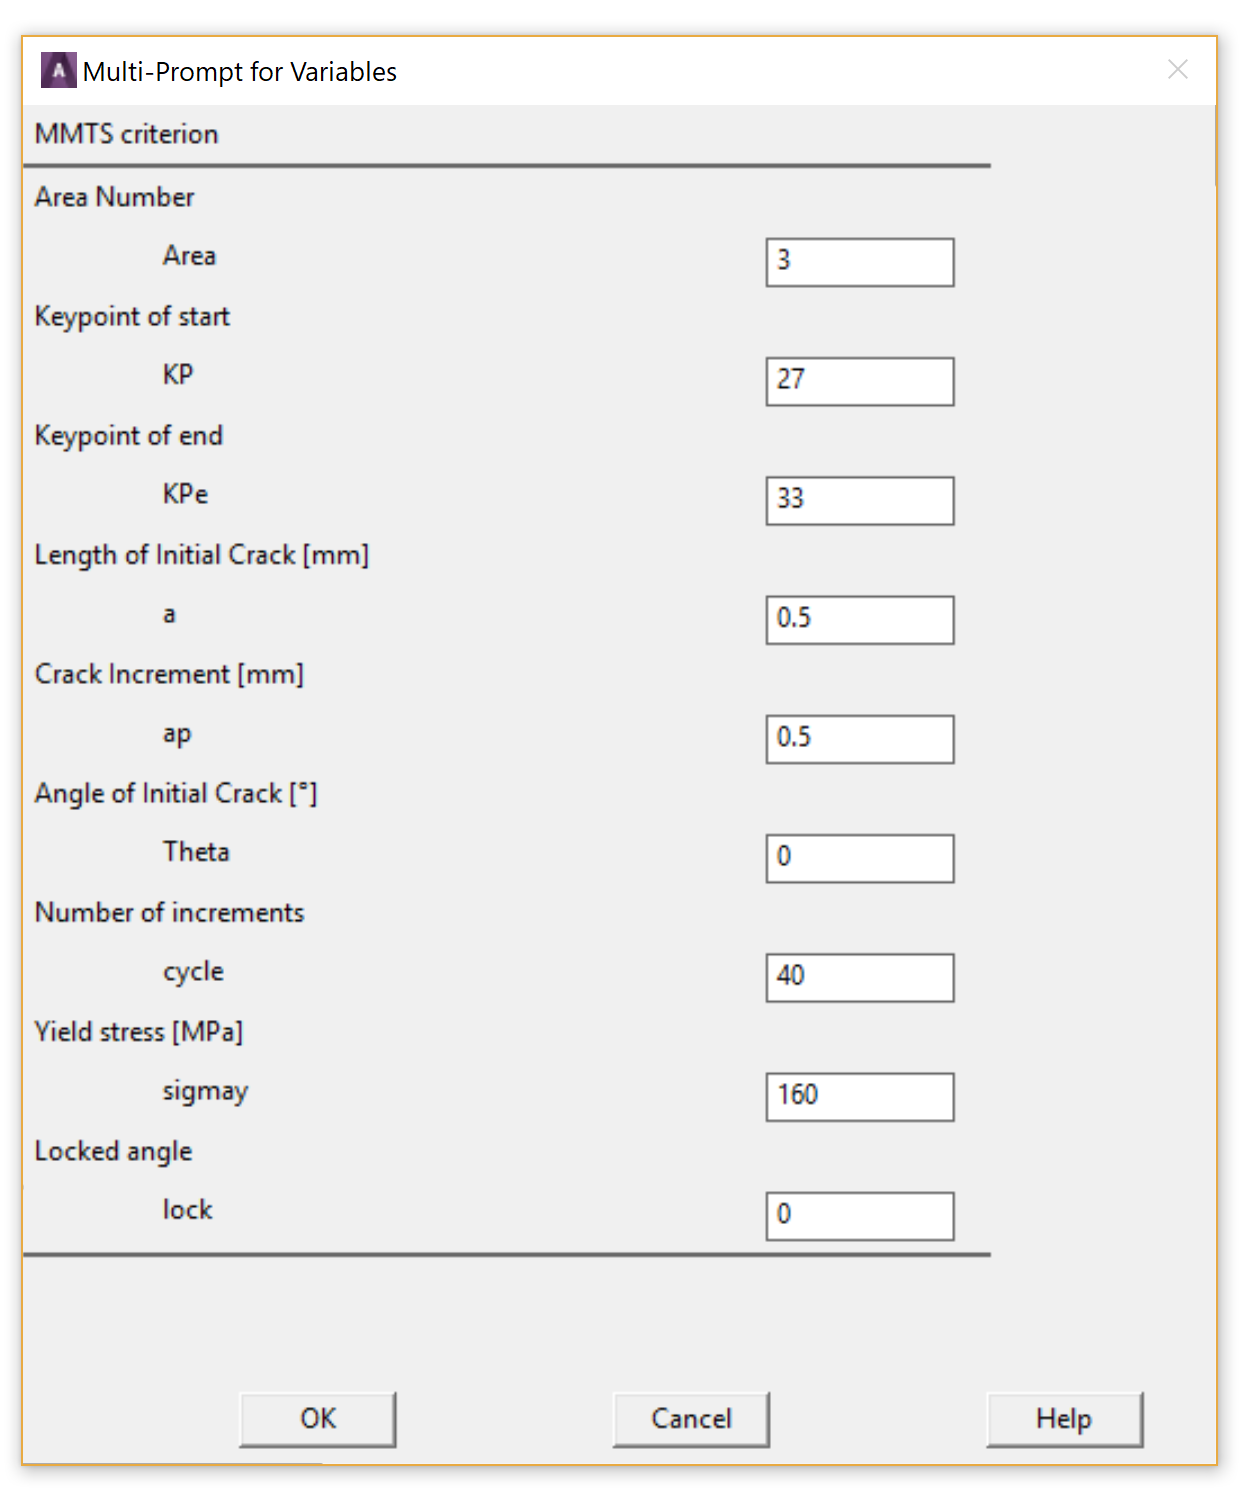 A Multi-Prompt for Variables
MMTS criterion
Area Number
Area 3
Keypoint of start
KP 27
Keypoint of end
KPe 33
Length of Initial Crack [mm]
a 0.5
Crack Increment [mm]
ap 0.5
Angle of Initial Crack [°]
Theta 0
Number of increments
cycle 40
Yield stress [MPa]
sigmay 160
Locked angle
lock 0
OK Cancel Help